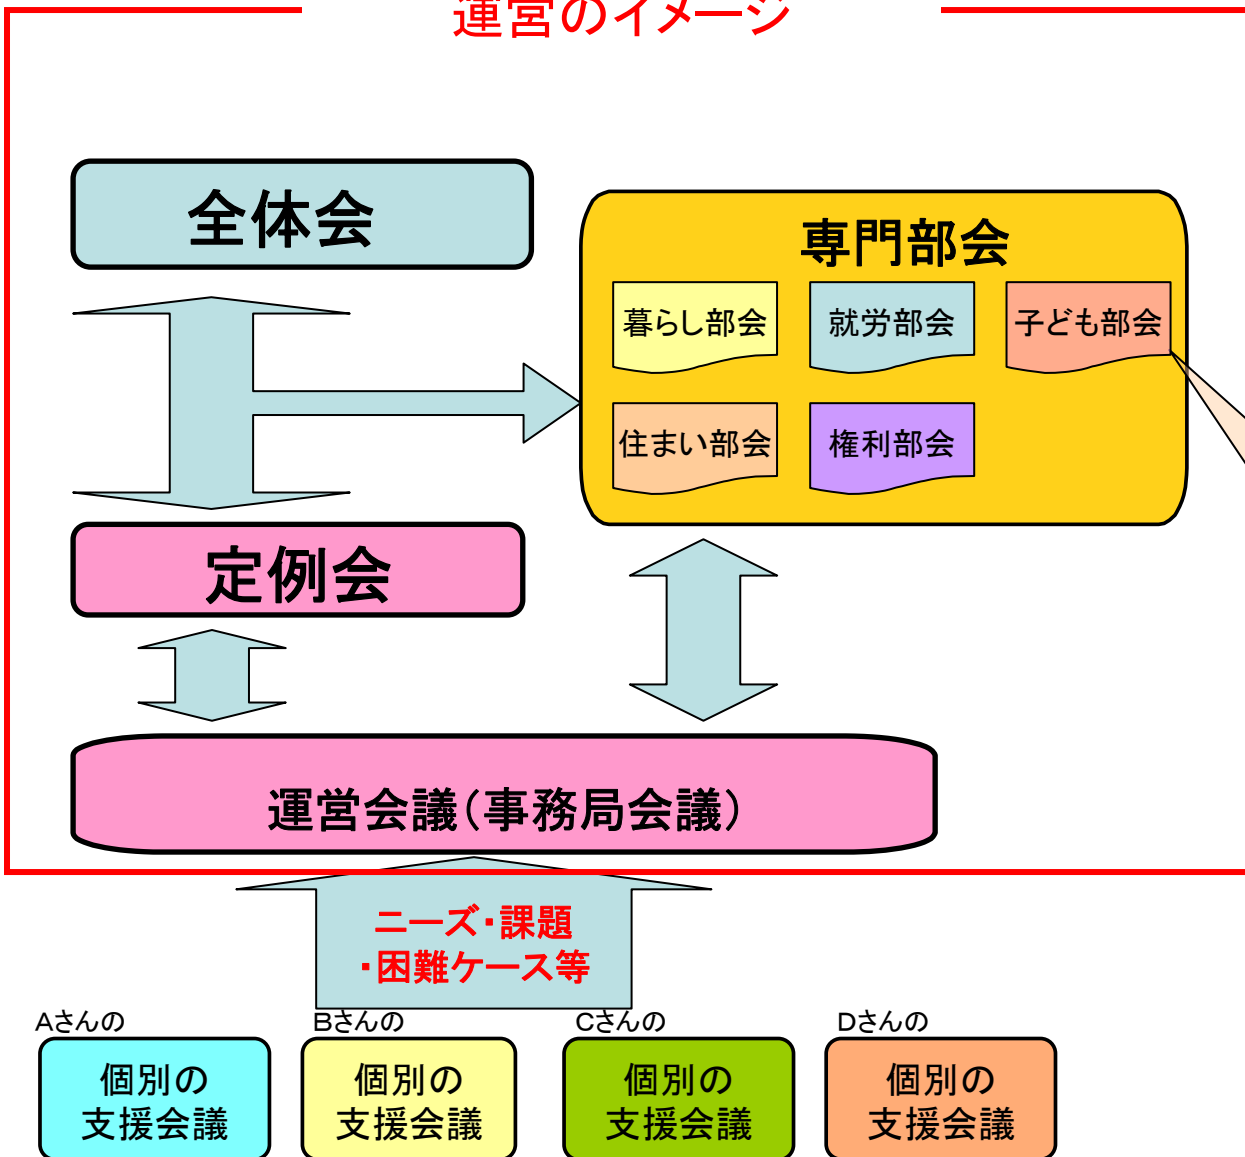 運営のイメージ
全体会
専門部会
暮らし部会
就労部会
子ども部会
住まい部会
権利部会
定例会
運営会議（事務局会議）
ニーズ・課題
・困難ケース等
Aさんの
Bさんの
Cさんの
Dさんの
個別の
支援会議
個別の
支援会議
個別の
支援会議
個別の
支援会議